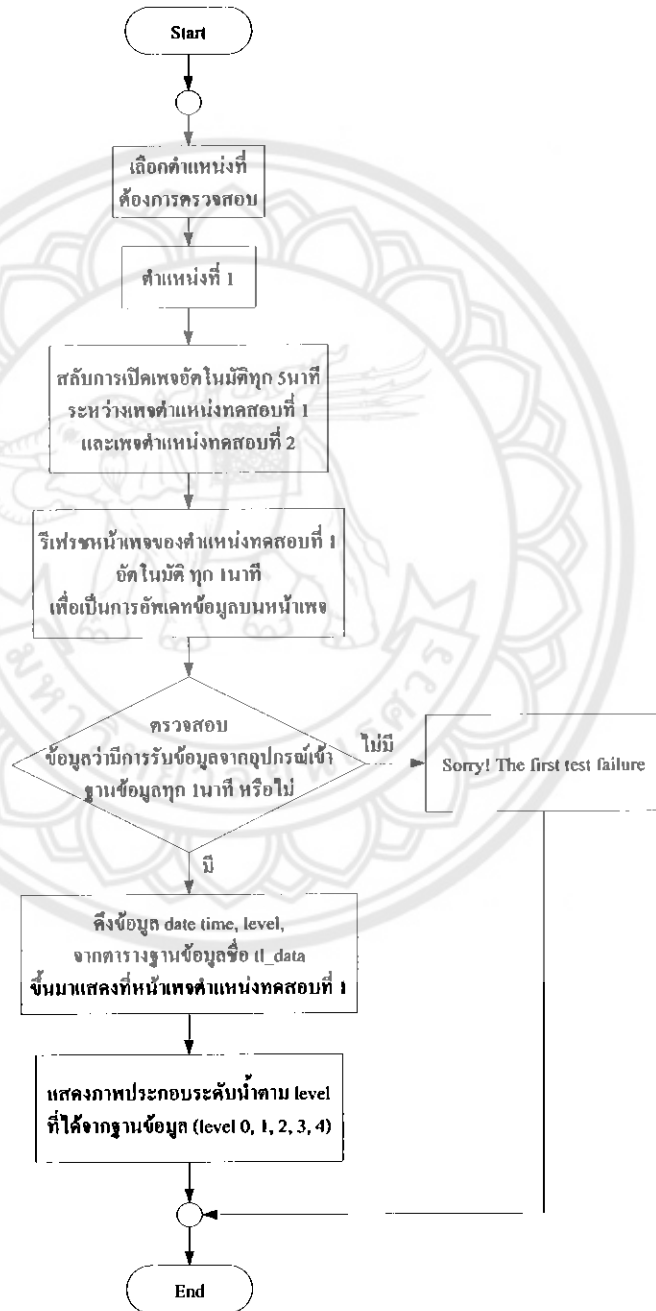 Start
เลือกตำแหน่งที่
ต้องการตรวจสอบ
ตำแหน่งที่ 1
สลับการเปิดเพจอัตโนมัติทุก 5นาที
ระหว่างเพจตำแหน่งทดสอบที่ 1
และเพจตำแหน่งทดสอบที่ 2
รีเฟรชหน้าเพจของตำแหน่งทดสอบที่ 1
อัตโนมัติ ทุก 1นาที
เพื่อเป็นการอัพเดทข้อมูลบนหน้าเพจ
ตรวจสอบ
ข้อมูลว่ามีการรับข้อมูลจากอุปกรณ์เข้า
ฐานข้อมูลทุก 1นาที หรือไม่
ไม่มี
Sorry! The first test failure
มี
ดึงข้อมูล date time, level,
จากตารางฐานข้อมูลชื่อ tl_data
ขึ้นมาแสดงที่หน้าเพจตำแหน่งทดสอบที่ 1
แสดงภาพประกอบระดับน้ำตาม level
ที่ได้จากฐานข้อมูล (level 0, 1, 2, 3, 4)
End